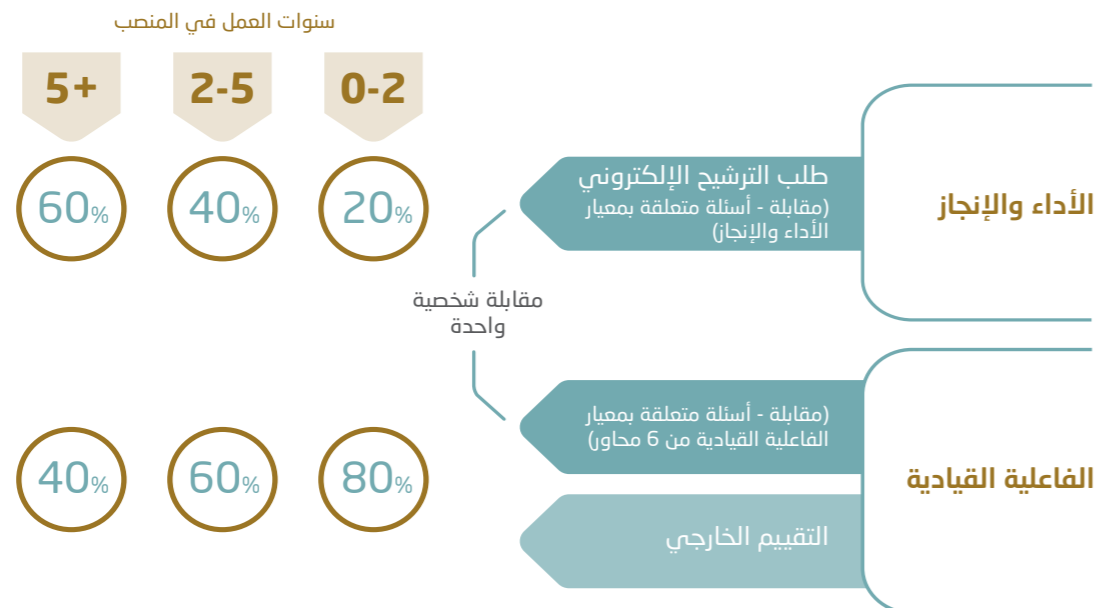 سنوات العمل في المنصب
0-2
2-5
5+
الأداء والإنجاز
طلب الترشيح الإلكتروني
(مقابلة - أسئلة متعلقة بمعيار
الأداء والإنجاز)
20%
40%
60%
مقابلة شخصية
واحدة
الفاعلية القيادية
(مقابلة - أسئلة متعلقة بمعيار
الفاعلية القيادية من 6 محاور)
التقييم الخارجي
80%
60%
40%